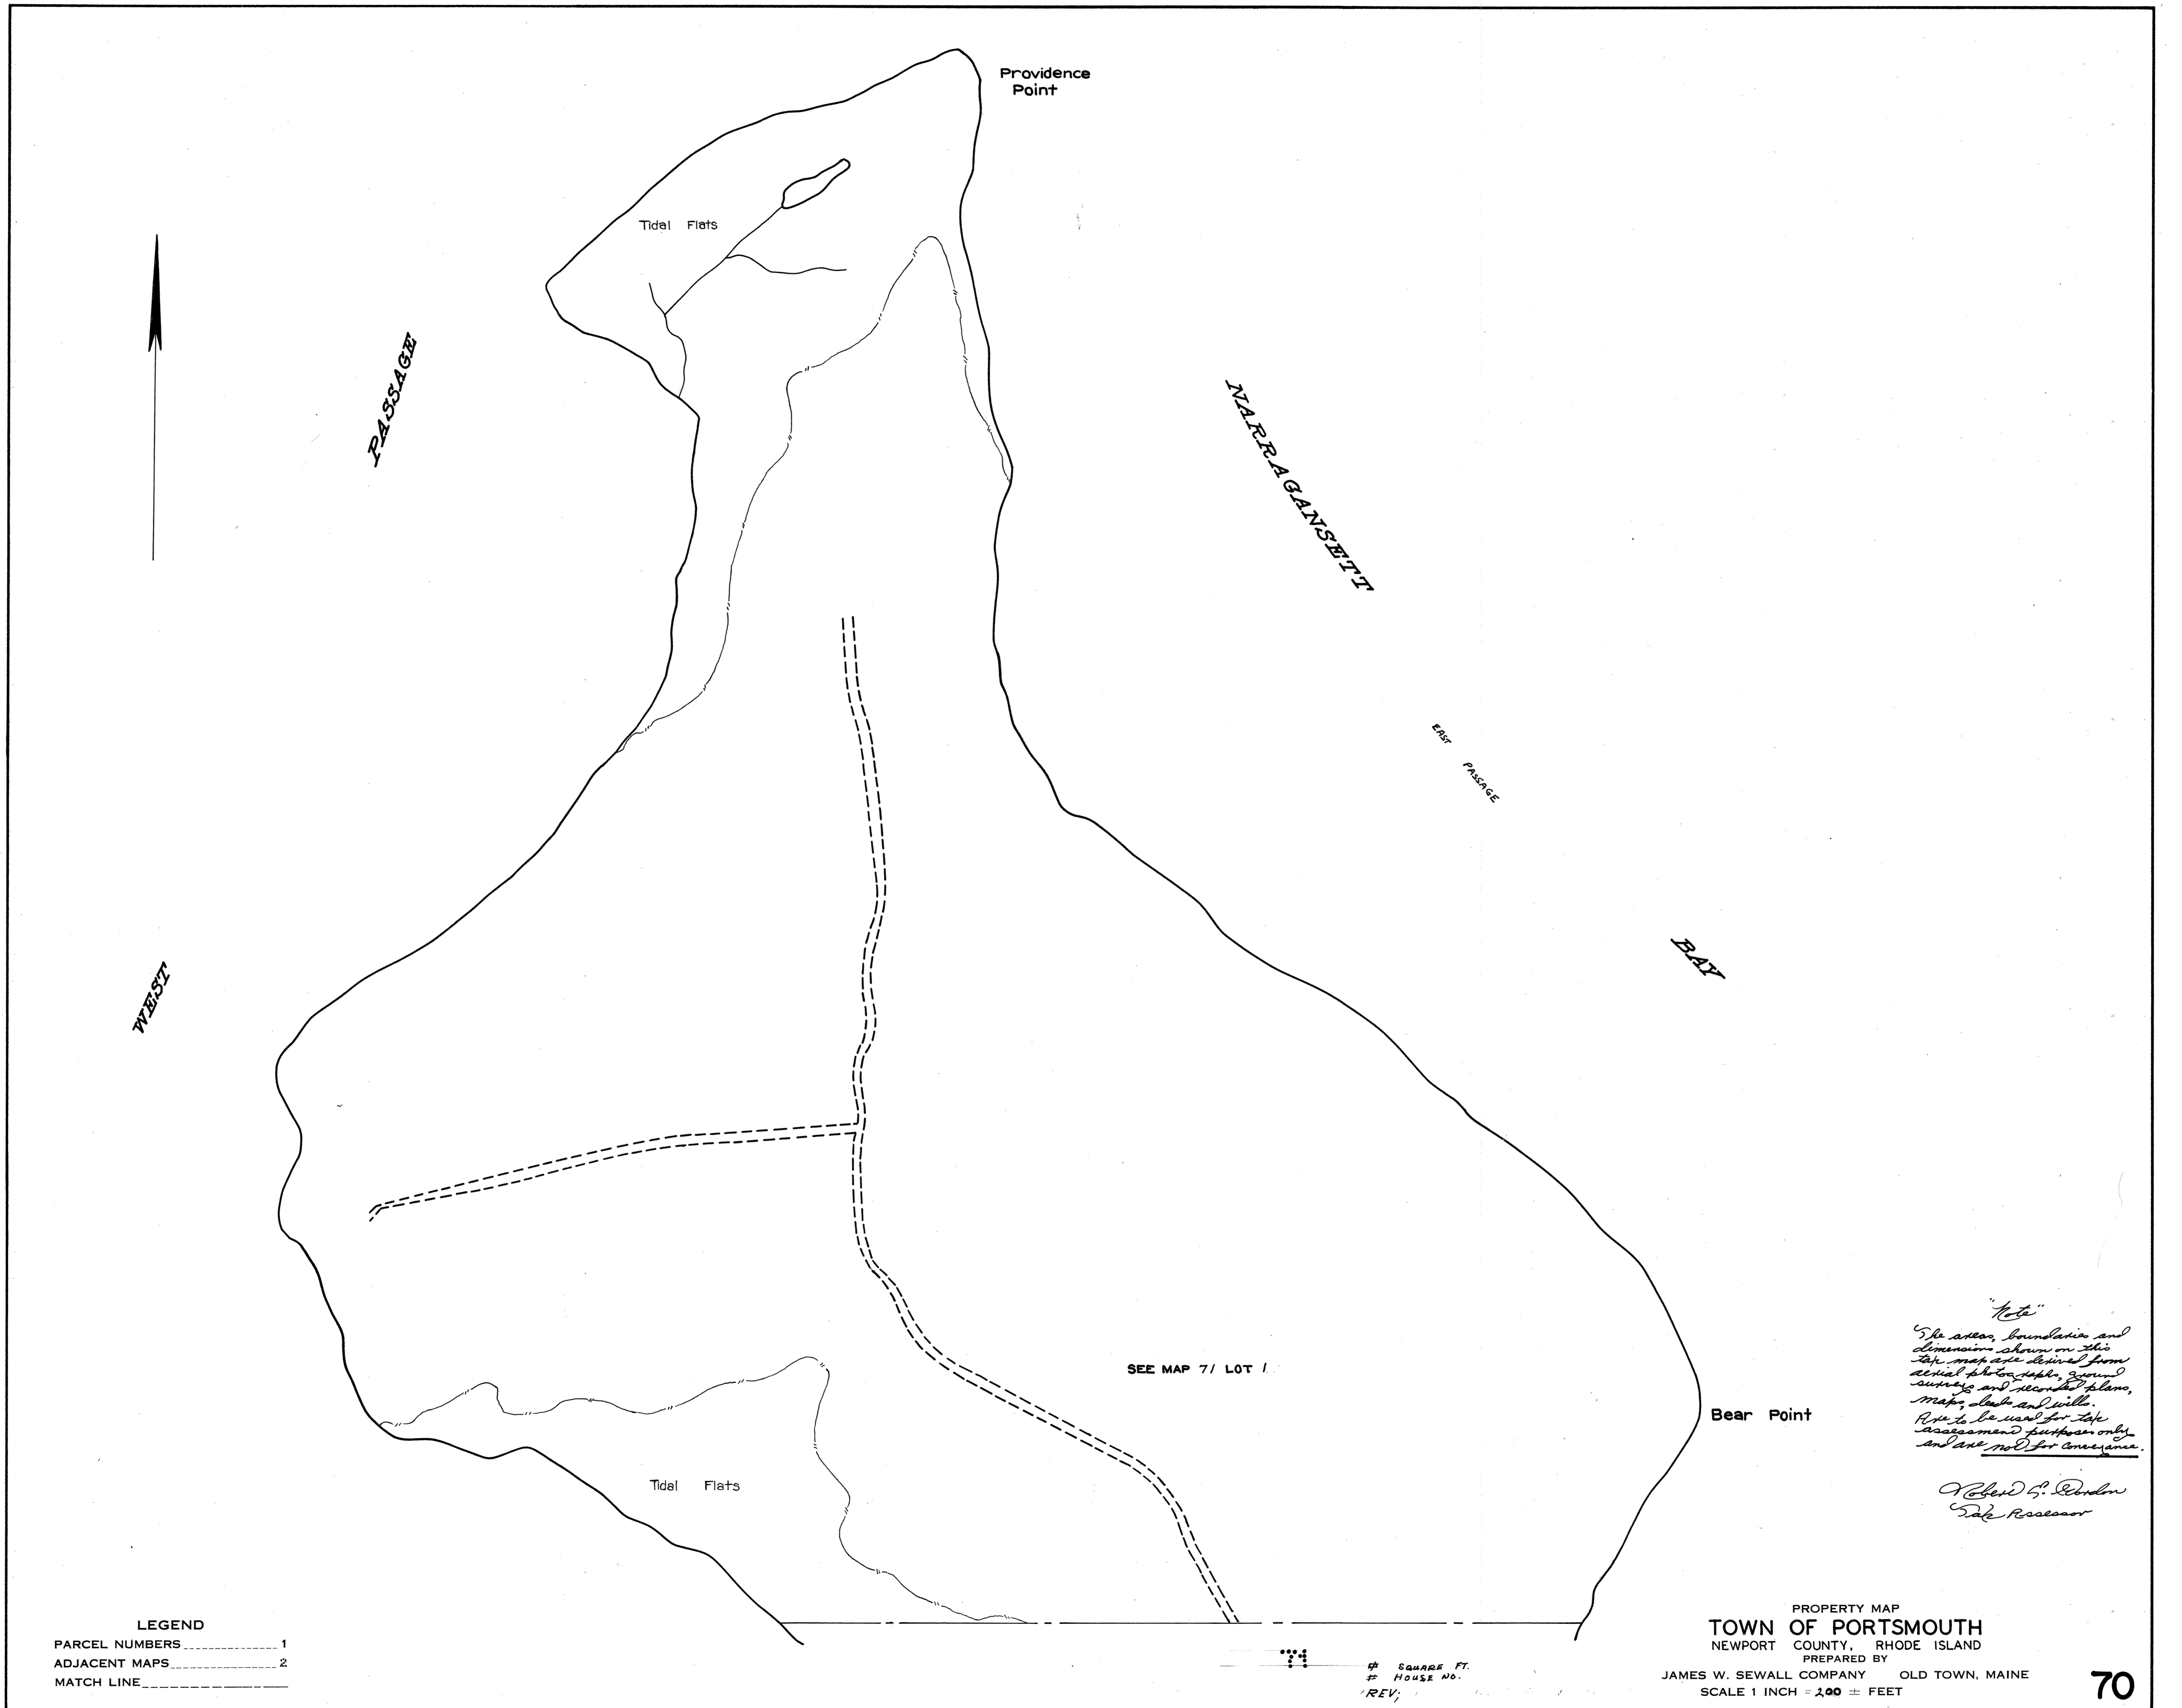 Providence
Point
Tidal Flats
PASSAGE
NARRAGANSETT
EAST PASSAGE
BAY
WEST
SEE MAP 71 LOT 1
Bear Point
Tidal Flats
"Note"
The areas, boundaries and
dimensions shown on this
tax map are derived from
aerial photographs, ground
surveys and recorded plans,
maps, deeds and wills.
Are to be used for tax
assessment purposes only
and are not for conveyance.
Robert E. Gordon
Tax Assessor
LEGEND
PARCEL NUMBERS 1
ADJACENT MAPS 2
MATCH LINE
71
# SQUARE FT.
# HOUSE NO.
REV;
PROPERTY MAP
TOWN OF PORTSMOUTH
NEWPORT COUNTY, RHODE ISLAND
PREPARED BY
JAMES W. SEWALL COMPANY OLD TOWN, MAINE
SCALE 1 INCH = 200 ± FEET
70